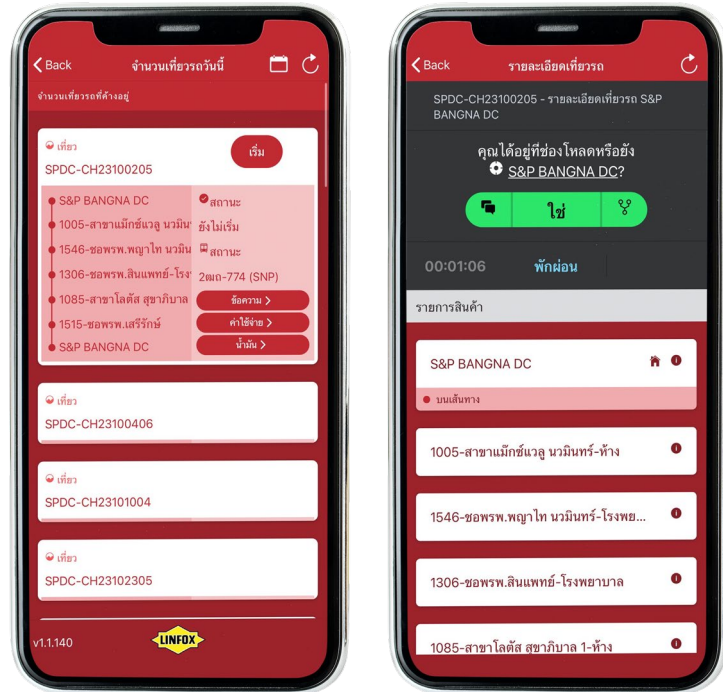 Back
จำนวนเที่ยวรถวันนี้
จำนวนเที่ยวรถที่ค้างอยู่
เที่ยว
SPDC-CH23100205
เริ่ม
S&P BANGNA DC
1005-สาขาแม๊กซ์แวลู นวมิน
1546-ชอพรพ.พญาไท นวมิน
1306-ชอพรพ.สินแพทย์-โรง
1085-สาขาโลตัส สุขาภิบาล
1515-ชอพรพ.เสรีรักษ์
S&P BANGNA DC
สถานะ
ยังไม่เริ่ม
สถานะ
2ฒถ-774 (SNP)
ข้อความ >
ค่าใช้จ่าย >
น้ำมัน >
เที่ยว
SPDC-CH23100406
เที่ยว
SPDC-CH23101004
เที่ยว
SPDC-CH23102305
v1.1.140
LINFOX
Back
รายละเอียดเที่ยวรถ
SPDC-CH23100205 - รายละเอียดเที่ยวรถ S&P
BANGNA DC
คุณได้อยู่ที่ช่องโหลดหรือยัง
S&P BANGNA DC?
ใช่
00:01:06
พักผ่อน
รายการสินค้า
S&P BANGNA DC
บนเส้นทาง
1005-สาขาแม๊กซ์แวลู นวมินทร์-ห้าง
1546-ชอพรพ.พญาไท นวมินทร์-โรงพย...
1306-ชอพรพ.สินแพทย์-โรงพยาบาล
1085-สาขาโลตัส สุขาภิบาล 1-ห้าง